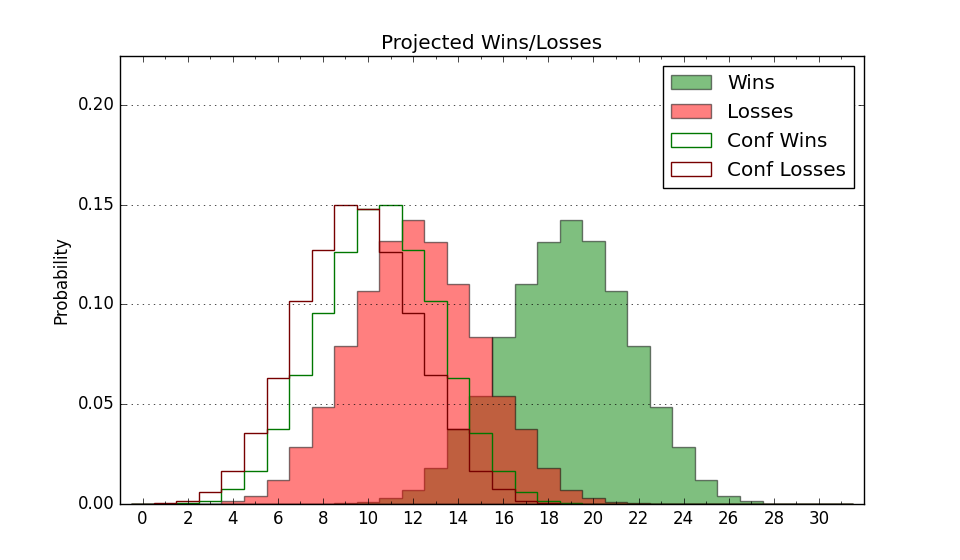 Projected Wins/Losses
Wins
Losses
Conf Wins
Conf Losses
Probability
0.20
0.15
0.10
0.05
0.00
0 2 4 6 8 10 12 14 16 18 20 22 24 26 28 30